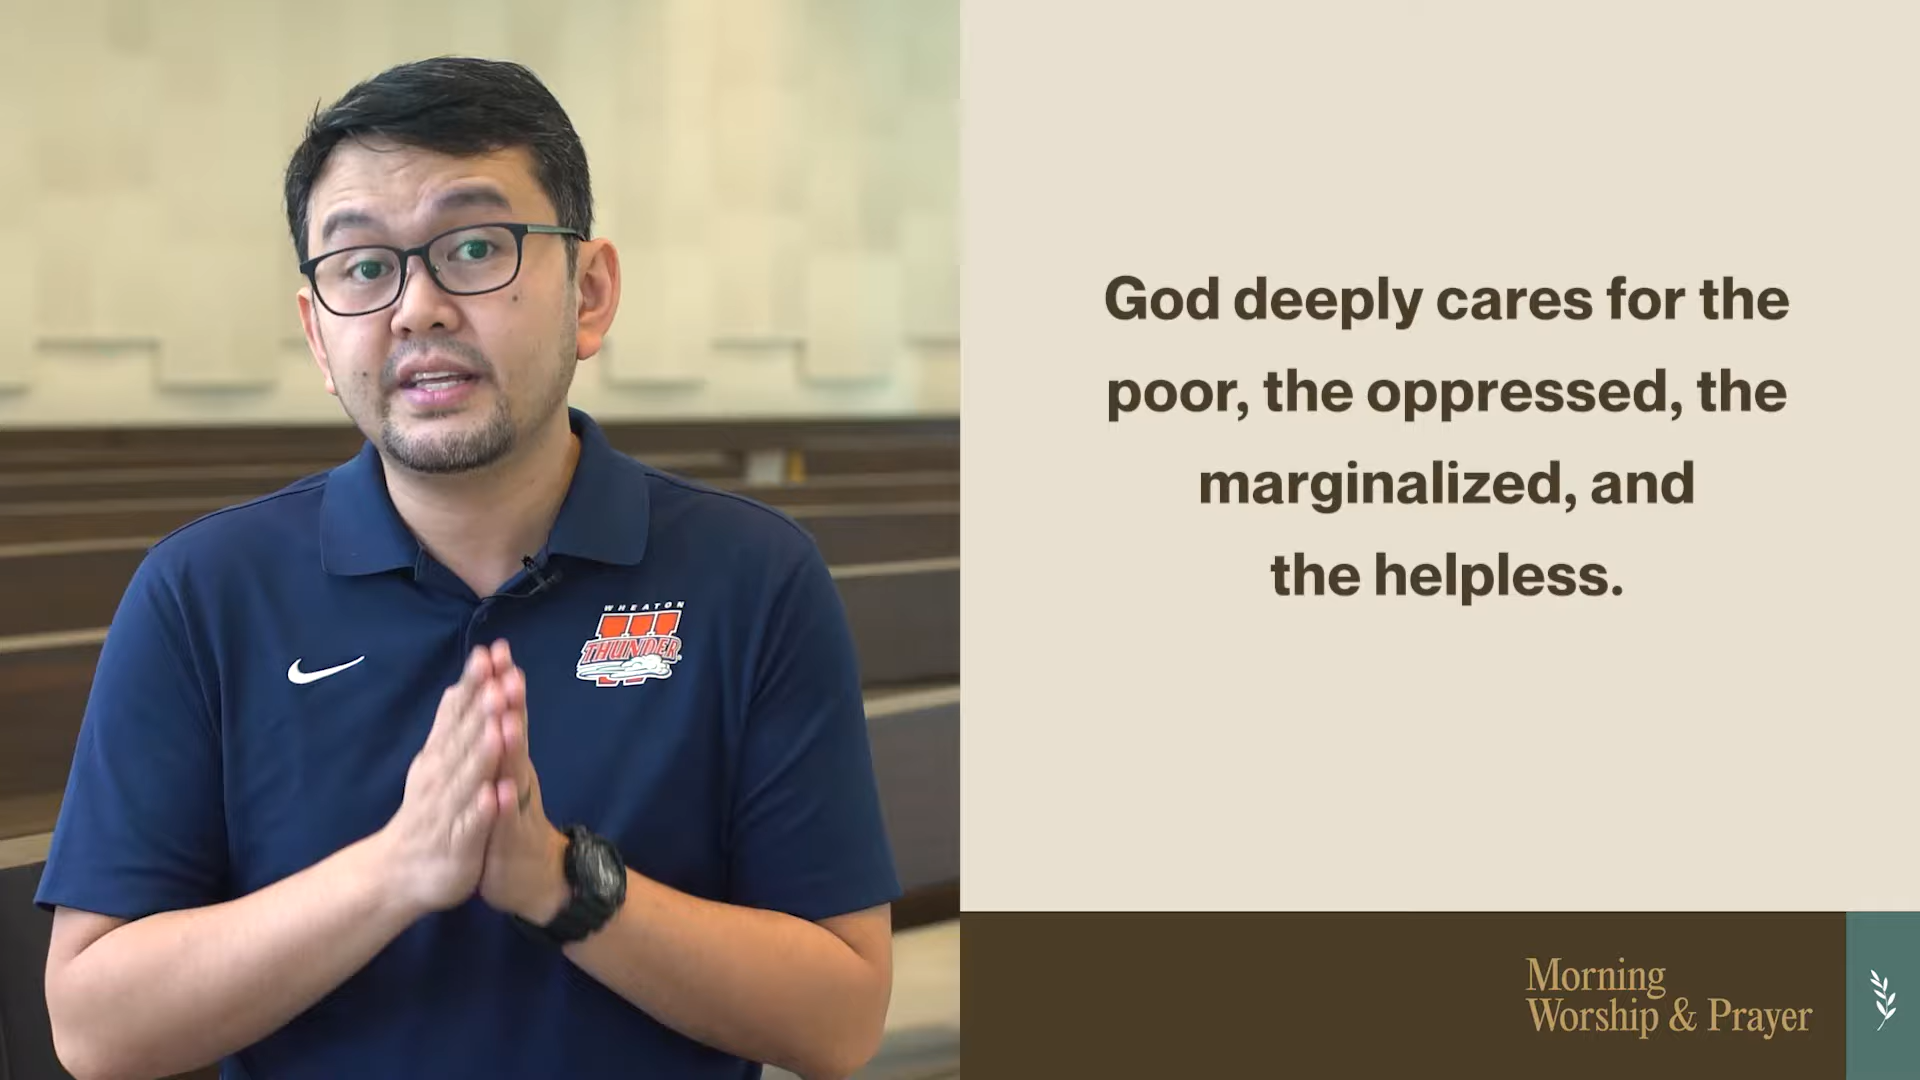 God deeply cares for the
poor, the oppressed, the
marginalized, and
the helpless.
WHEATON
THUNDER
Morning
Worship & Prayer